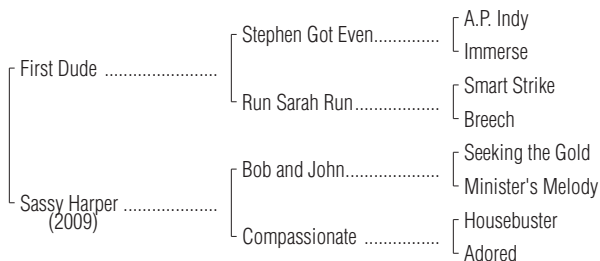 A.P. Indy
Stephen Got Even...............
Immerse
First Dude .......................
Smart Strike
Run Sarah Run.................
Breech
Seeking the Gold
Bob and John...................
Minister's Melody
Sassy Harper ...................
(2009)
Housebuster
Compassionate ...............
Adored